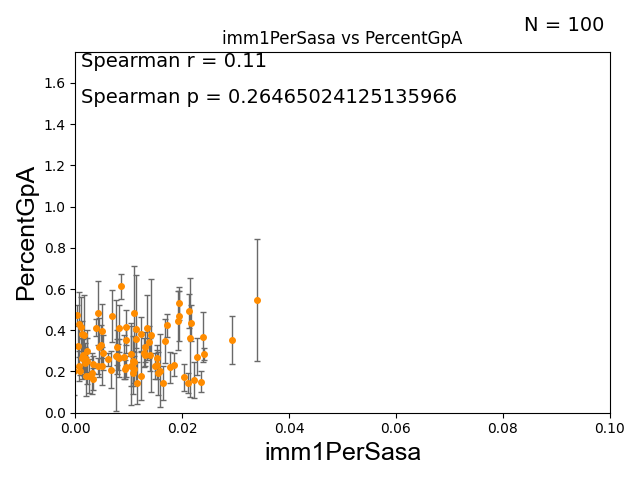 N = 100
imm1PerSasa vs PercentGpA
Spearman r = 0.11
Spearman p = 0.26465024125135966
PercentGpA
1.6
1.4
1.2
1.0
0.8
0.6
0.4
0.2
0.0
0.00 0.02 0.04 0.06 0.08 0.10
imm1PerSasa